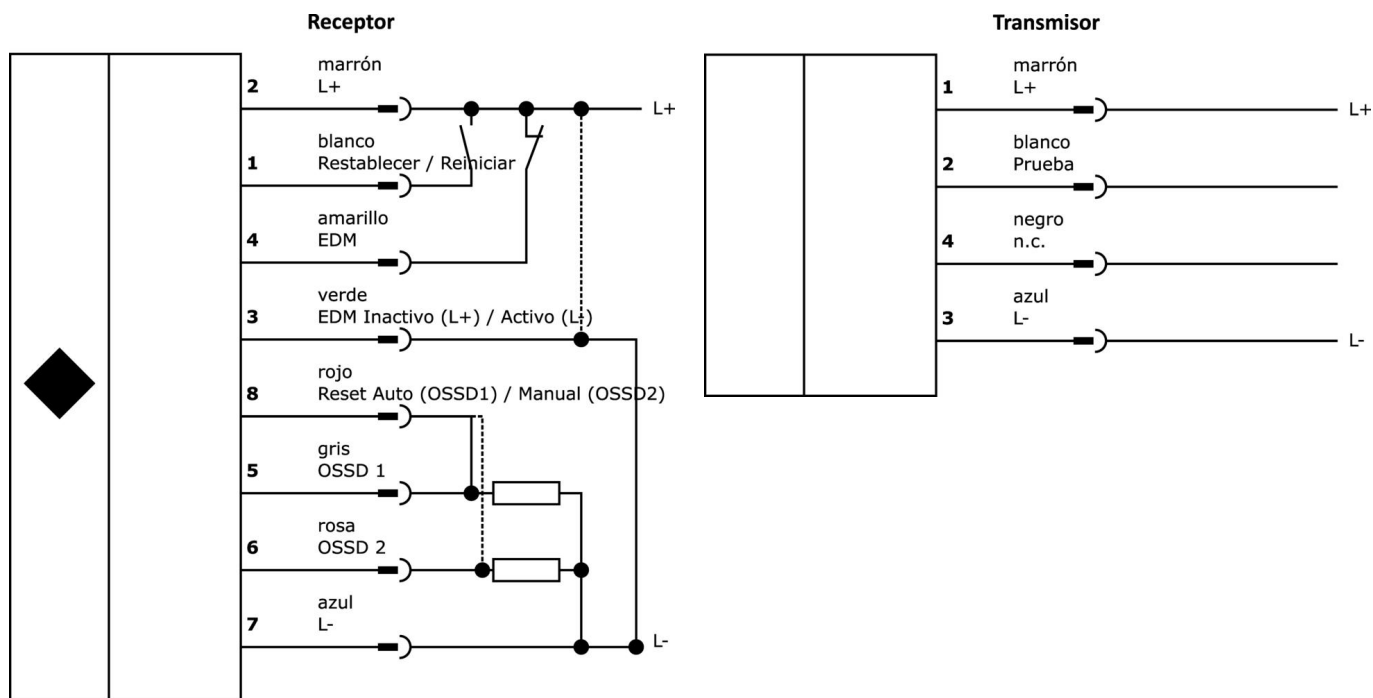 Receptor
2
marrón
L+
L+
1
blanco
Restablecer / Reiniciar
4
amarillo
EDM
3
verde
EDM Inactivo (L+) / Activo (L-)
8
rojo
Reset Auto (OSSD1) / Manual (OSSD2)
5
gris
OSSD 1
6
rosa
OSSD 2
7
azul
L-
L-
Transmisor
1
marrón
L+
L+
2
blanco
Prueba
4
negro
n.c.
3
azul
L-
L-